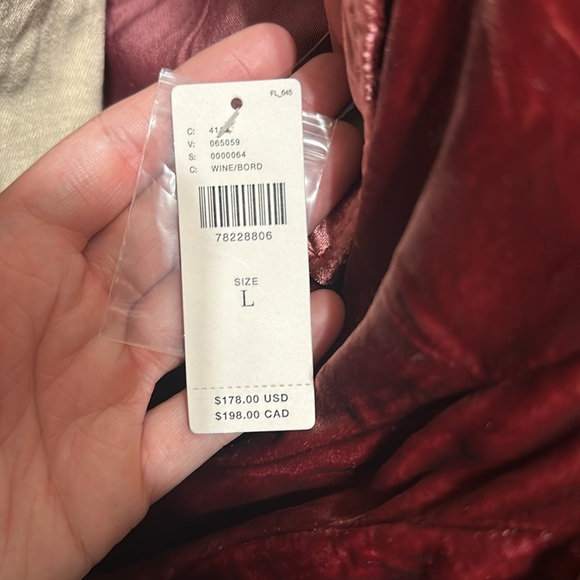 FL_645
C:
V: 065059
S: 0000064
C: WINE/BORD
78228806
SIZE
L
$178.00 USD
$198.00 CAD